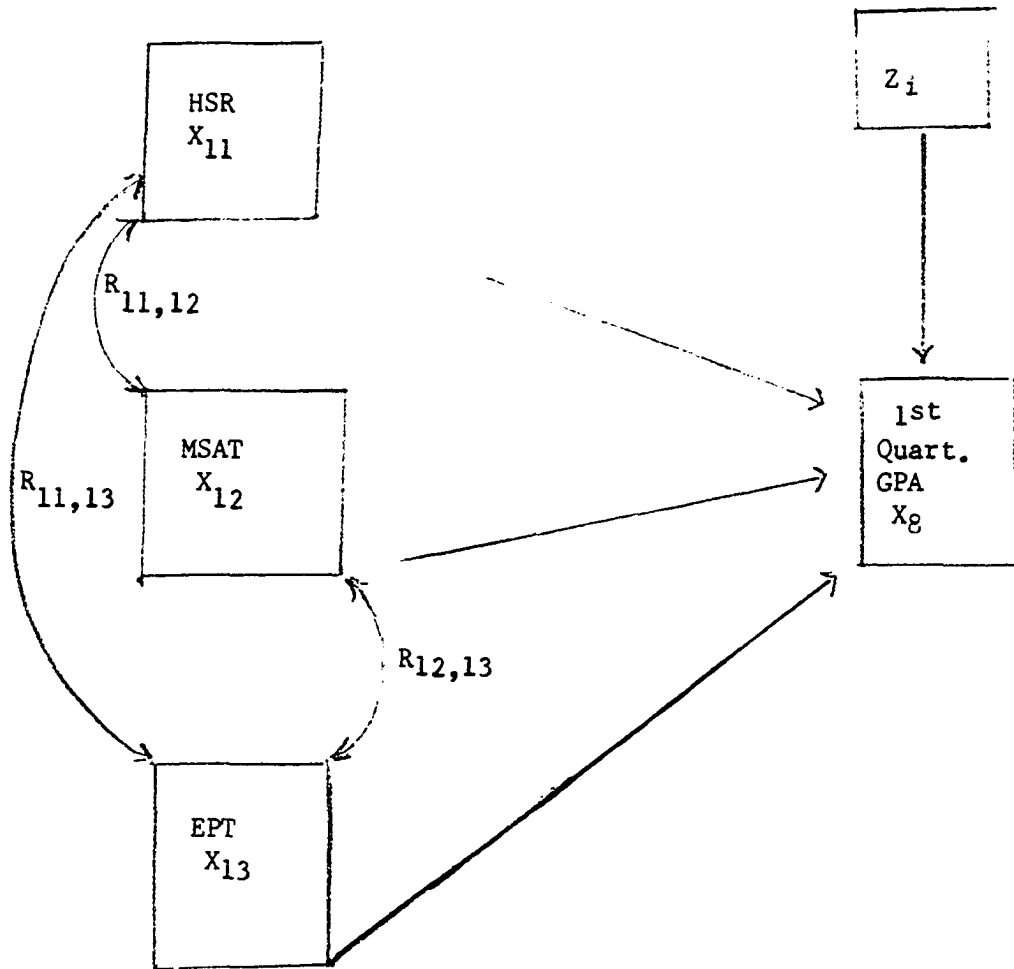 HSR
X11
Zi
R11,12
1st
Quart.
GPA
X8
MSAT
X12
R11,13
R12,13
EPT
X13